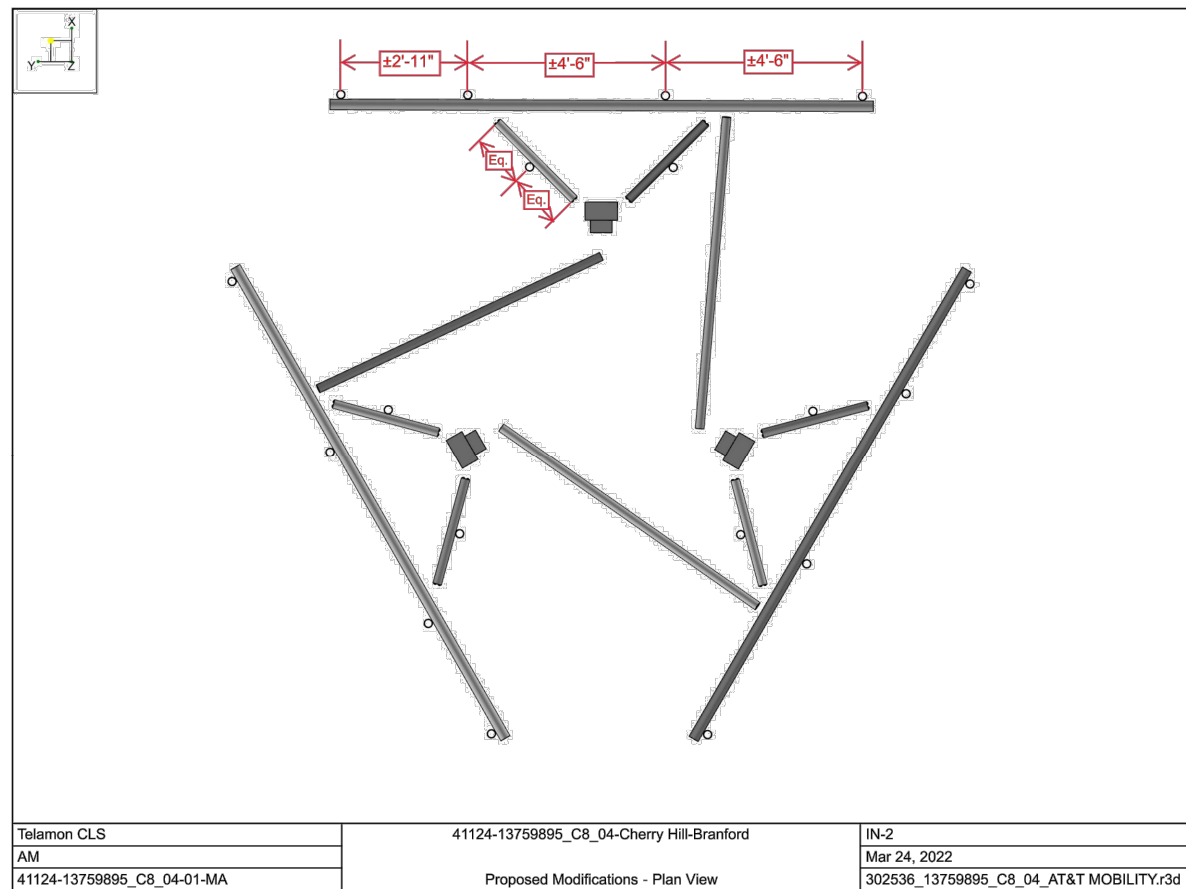 X
Y
Z
±2'-11"
±4'-6"
±4'-6"
Eq.
Eq.
Telamon CLS
AM
41124-13759895_C8_04-01-MA
41124-13759895_C8_04-Cherry Hill-Branford
Proposed Modifications - Plan View
IN-2
Mar 24, 2022
302536_13759895_C8_04_AT&T MOBILITY.r3d